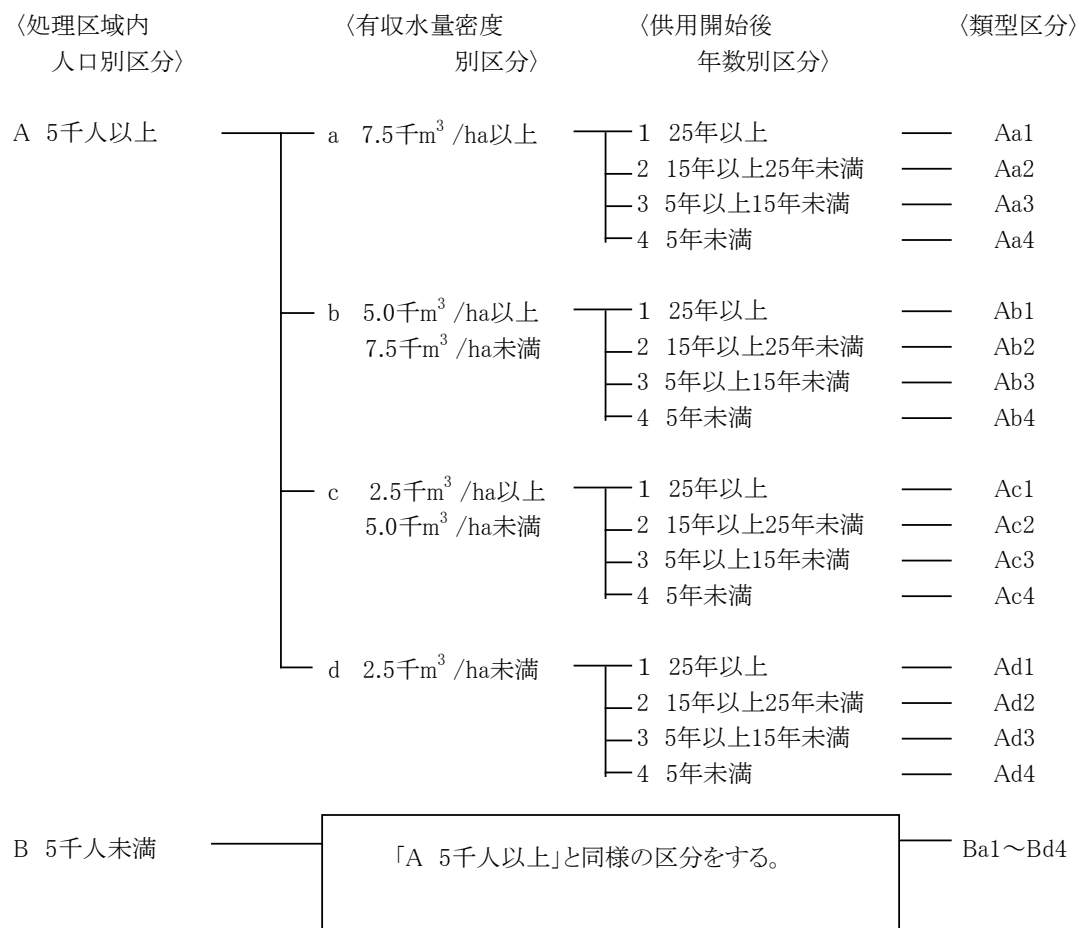 〈処理区域内 〈有収水量密度 〈供用開始後 〈類型区分〉
人口別区分〉 別区分〉 年数別区分〉
A 5千人以上 a 7.5千m³/ha以上 1 25年以上 Aa1
2 15年以上25年未満 Aa2
3 5年以上15年未満 Aa3
4 5年未満 Aa4
b 5.0千m³/ha以上 1 25年以上 Ab1
7.5千m³/ha未満 2 15年以上25年未満 Ab2
3 5年以上15年未満 Ab3
4 5年未満 Ab4
c 2.5千m³/ha以上 1 25年以上 Ac1
5.0千m³/ha未満 2 15年以上25年未満 Ac2
3 5年以上15年未満 Ac3
4 5年未満 Ac4
d 2.5千m³/ha未満 1 25年以上 Ad1
2 15年以上25年未満 Ad2
3 5年以上15年未満 Ad3
4 5年未満 Ad4
B 5千人未満 「A 5千人以上」と同様の区分をする。 Ba1～Bd4